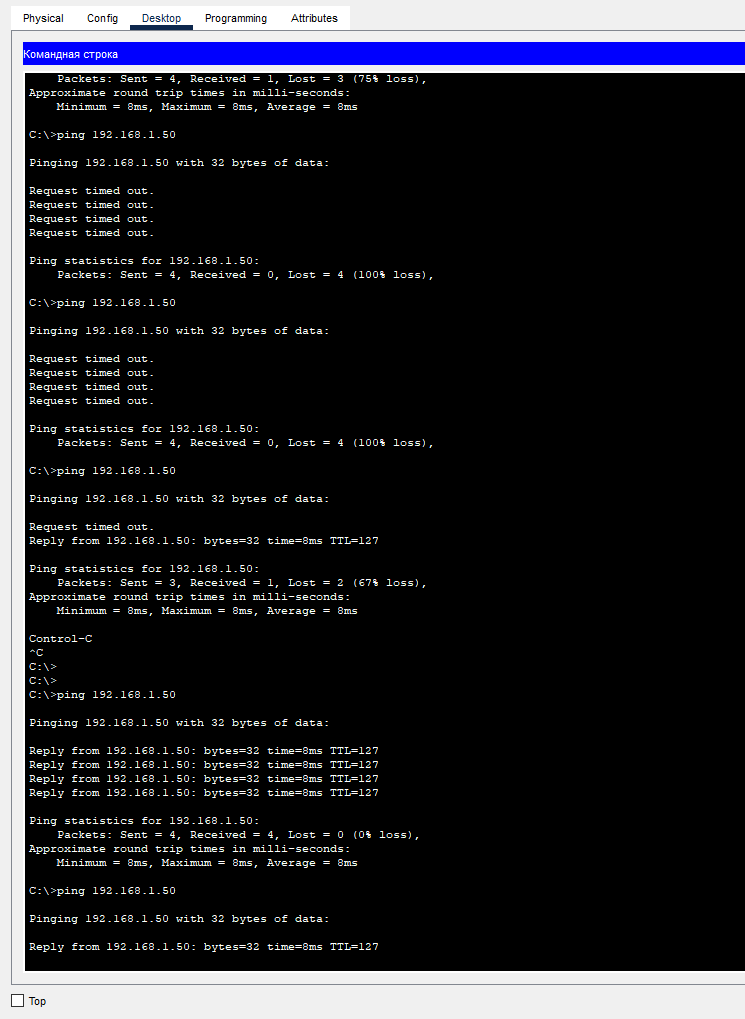 Physical Config Desktop Programming Attributes
Командная строка
Packets: Sent = 4, Received = 1, Lost = 3 (75% loss),
Approximate round trip times in milli-seconds:
Minimum = 8ms, Maximum = 8ms, Average = 8ms
C:\>ping 192.168.1.50
Pinging 192.168.1.50 with 32 bytes of data:
Request timed out.
Request timed out.
Request timed out.
Request timed out.
Ping statistics for 192.168.1.50:
Packets: Sent = 4, Received = 0, Lost = 4 (100% loss),
C:\>ping 192.168.1.50
Pinging 192.168.1.50 with 32 bytes of data:
Request timed out.
Request timed out.
Request timed out.
Request timed out.
Ping statistics for 192.168.1.50:
Packets: Sent = 4, Received = 0, Lost = 4 (100% loss),
C:\>ping 192.168.1.50
Pinging 192.168.1.50 with 32 bytes of data:
Request timed out.
Reply from 192.168.1.50: bytes=32 time=8ms TTL=127
Ping statistics for 192.168.1.50:
Packets: Sent = 3, Received = 1, Lost = 2 (67% loss),
Approximate round trip times in milli-seconds:
Minimum = 8ms, Maximum = 8ms, Average = 8ms
Control-C
^C
C:\>
C:\>
C:\>ping 192.168.1.50
Pinging 192.168.1.50 with 32 bytes of data:
Reply from 192.168.1.50: bytes=32 time=8ms TTL=127
Reply from 192.168.1.50: bytes=32 time=8ms TTL=127
Reply from 192.168.1.50: bytes=32 time=8ms TTL=127
Reply from 192.168.1.50: bytes=32 time=8ms TTL=127
Ping statistics for 192.168.1.50:
Packets: Sent = 4, Received = 4, Lost = 0 (0% loss),
Approximate round trip times in milli-seconds:
Minimum = 8ms, Maximum = 8ms, Average = 8ms
C:\>ping 192.168.1.50
Pinging 192.168.1.50 with 32 bytes of data:
Reply from 192.168.1.50: bytes=32 time=8ms TTL=127
Top